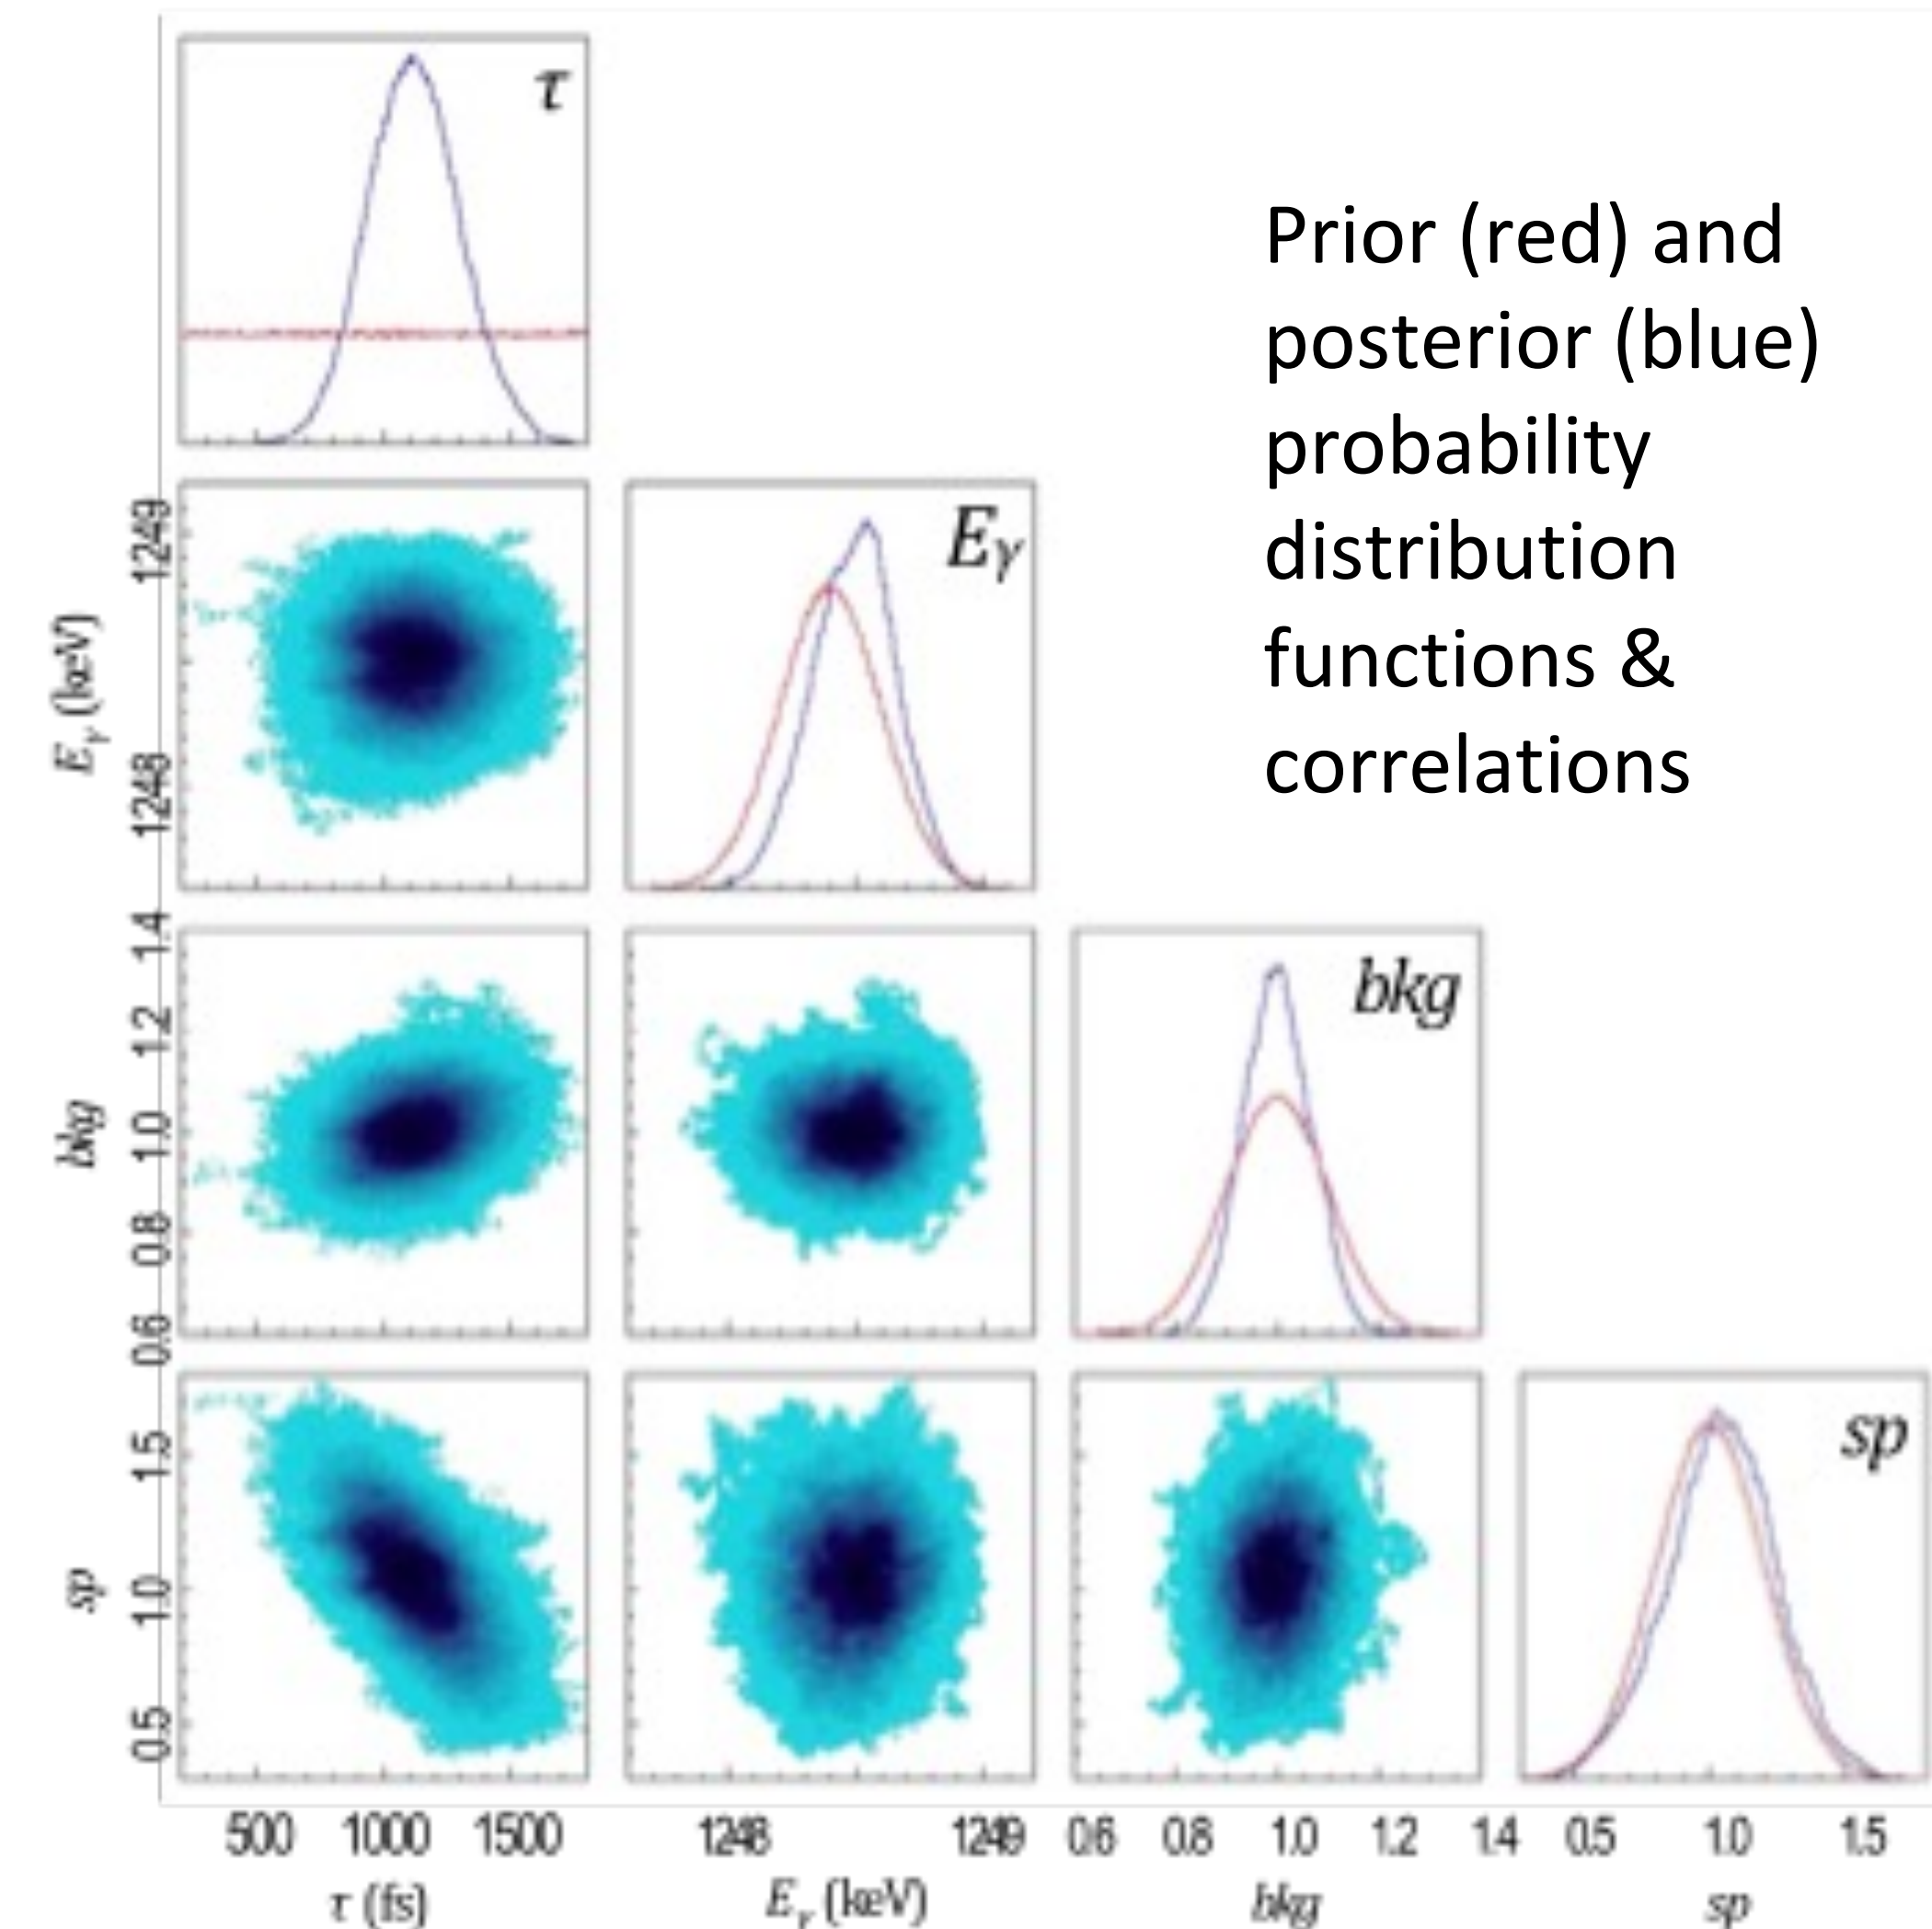 τ
Prior (red) and
posterior (blue)
probability
distribution
functions &
correlations
1249
1248
Eγ (keV)
Eγ
1.4
1.2
1.0
0.8
0.6
bkg
bkg
1.5
1.0
0.5
sp
sp
500 1000 1500 1248 1249 0.6 0.8 1.0 1.2 1.4 0.5 1.0 1.5
τ (fs) Eγ (keV) bkg sp